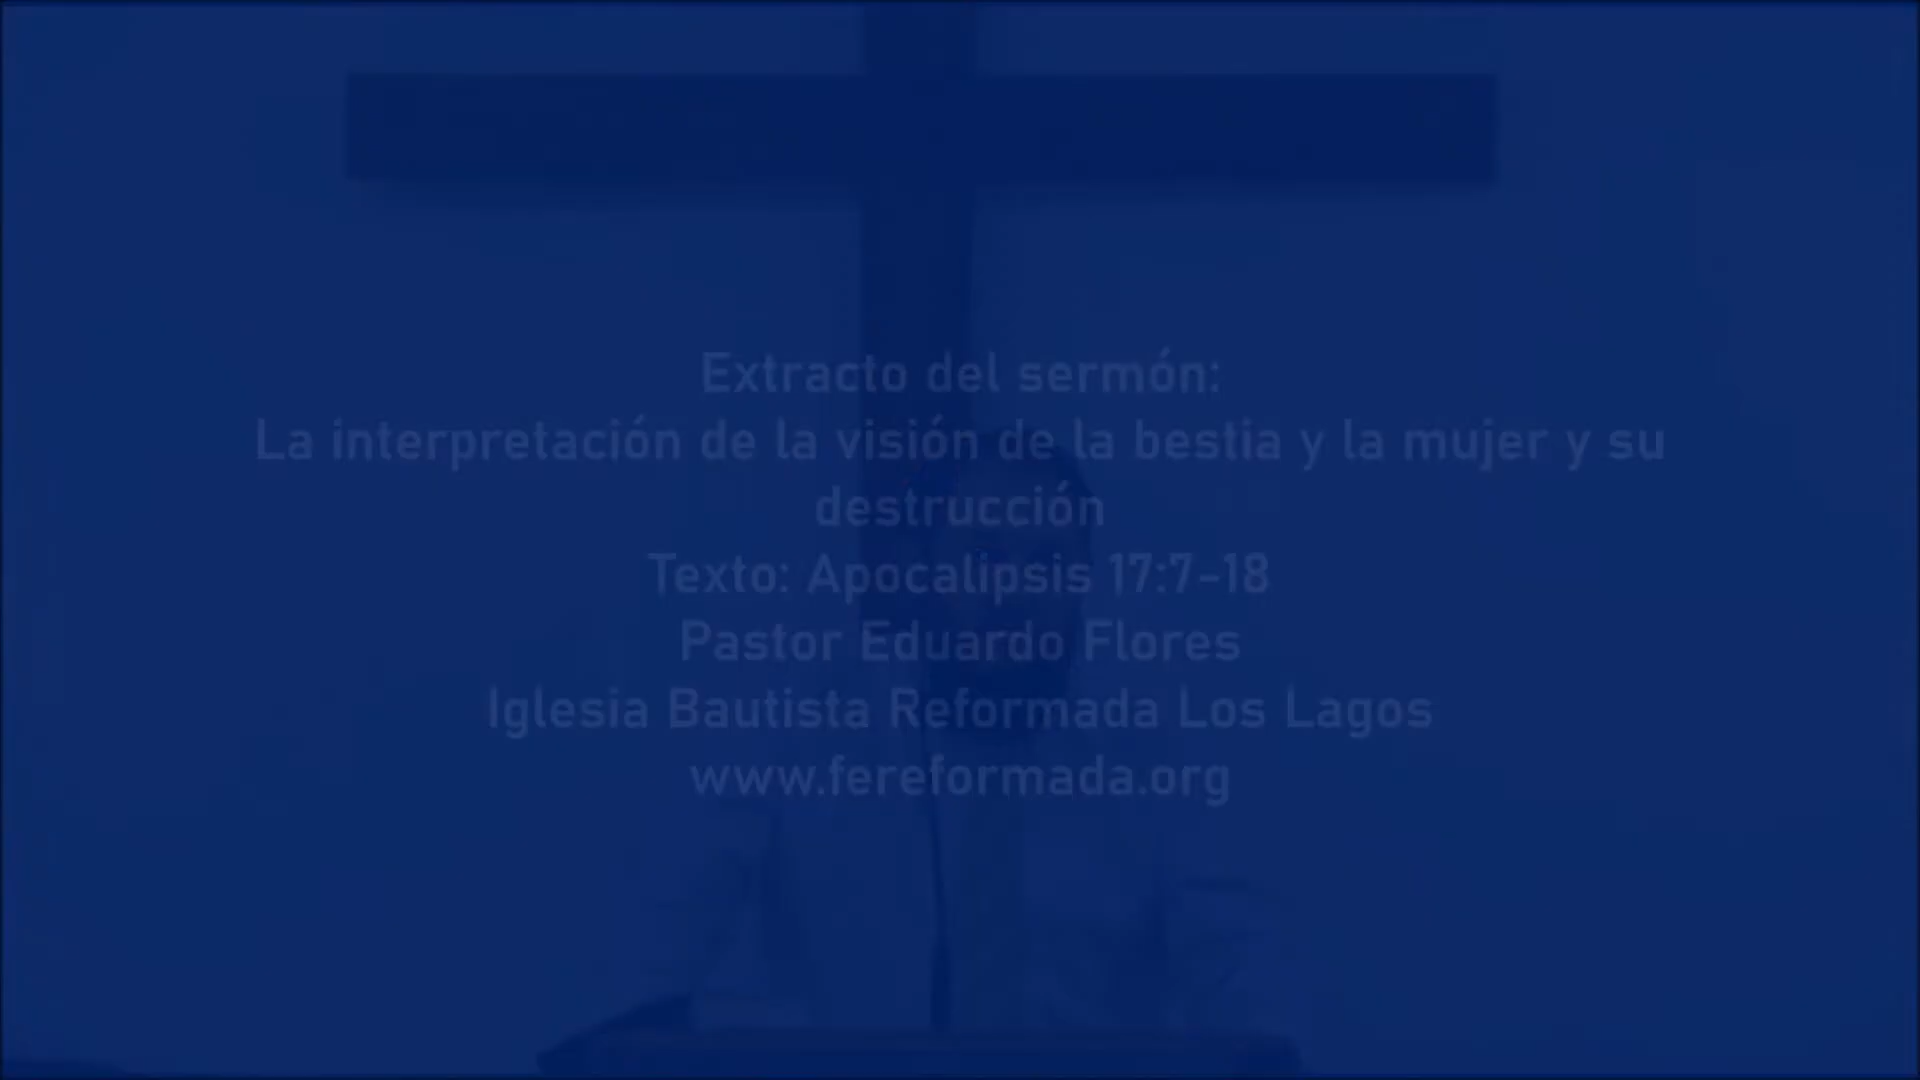 Extracto del sermón:
La interpretación de la visión de la bestia y la mujer y su
destrucción
Texto: Apocalipsis 17:7-18
Pastor Eduardo Flores
Iglesia Bautista Reformada Los Lagos
www.fereformada.org